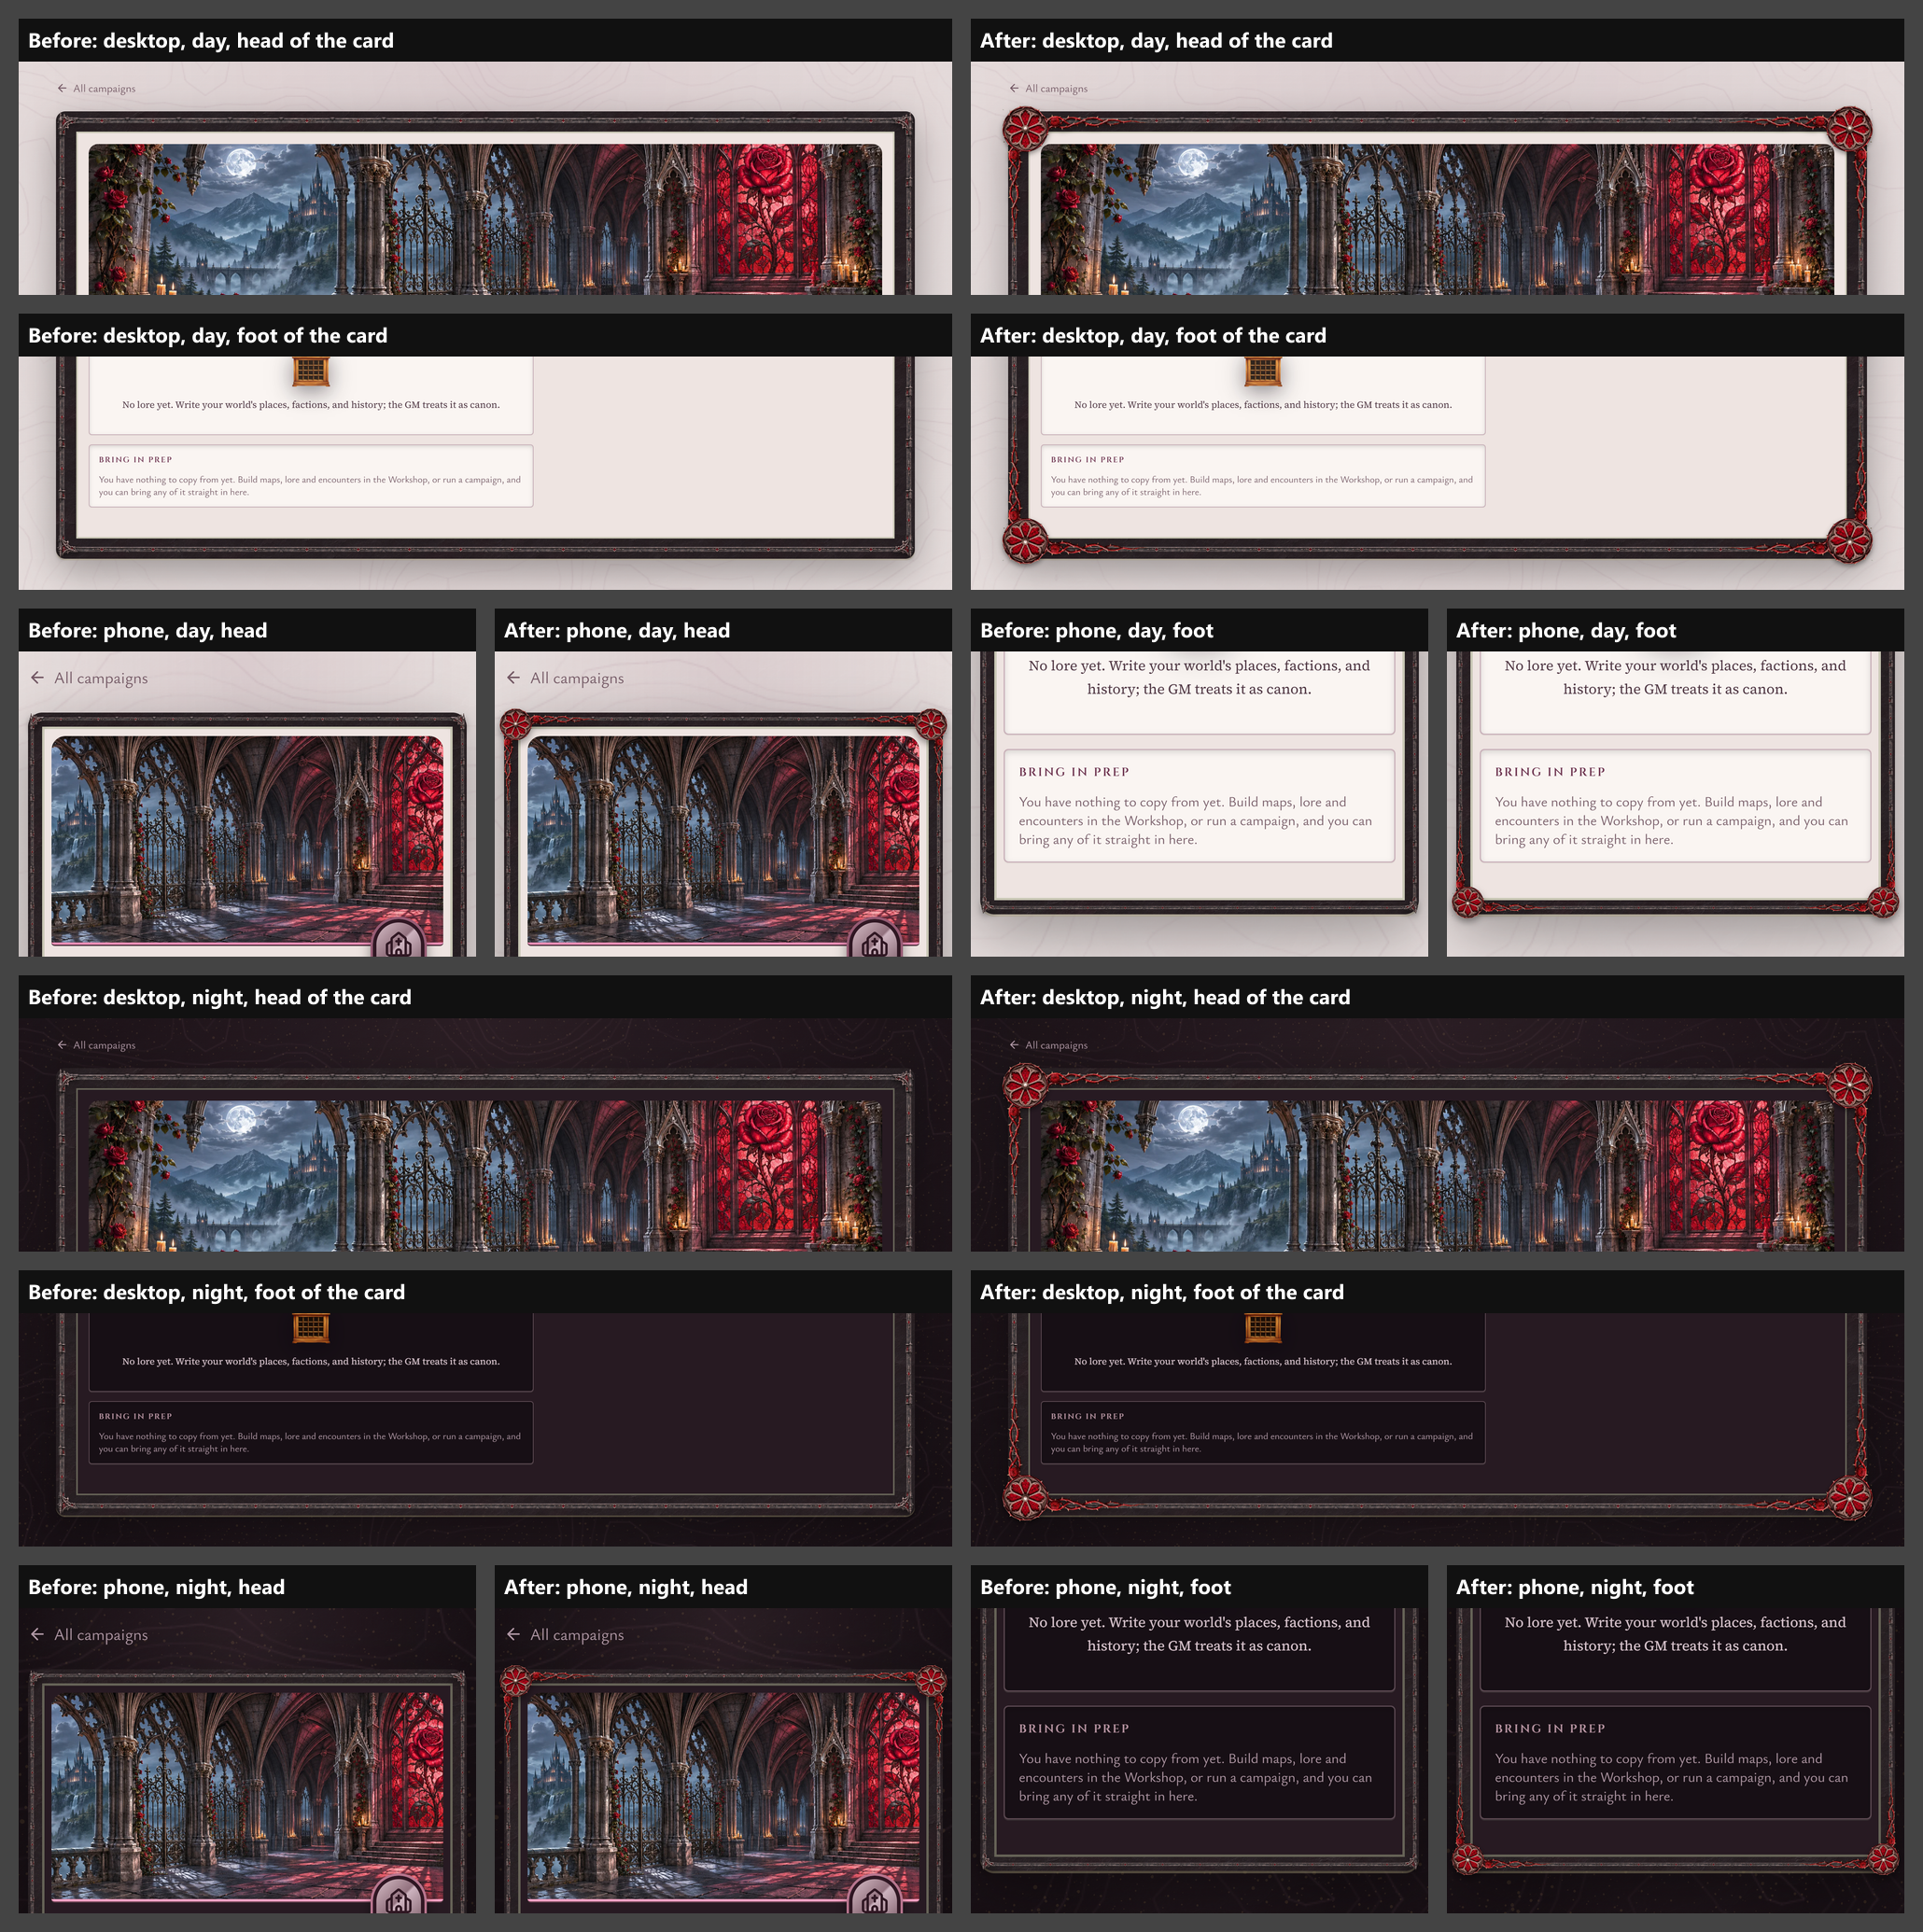 Before: desktop, day, head of the card
After: desktop, day, head of the card
← All campaigns
← All campaigns
Before: desktop, day, foot of the card
After: desktop, day, foot of the card
No lore yet. Write your world's places, factions, and history; the GM treats it as canon.
BRING IN PREP
You have nothing to copy from yet. Build maps, lore and encounters in the Workshop, or run a campaign, and
you can bring any of it straight in here.
No lore yet. Write your world's places, factions, and history; the GM treats it as canon.
BRING IN PREP
You have nothing to copy from yet. Build maps, lore and encounters in the Workshop, or run a campaign, and
you can bring any of it straight in here.
Before: phone, day, head
After: phone, day, head
Before: phone, day, foot
After: phone, day, foot
← All campaigns
← All campaigns
No lore yet. Write your world's places, factions, and
history; the GM treats it as canon.
BRING IN PREP
You have nothing to copy from yet. Build maps, lore and
encounters in the Workshop, or run a campaign, and you can
bring any of it straight in here.
No lore yet. Write your world's places, factions, and
history; the GM treats it as canon.
BRING IN PREP
You have nothing to copy from yet. Build maps, lore and
encounters in the Workshop, or run a campaign, and you can
bring any of it straight in here.
Before: desktop, night, head of the card
After: desktop, night, head of the card
← All campaigns
← All campaigns
Before: desktop, night, foot of the card
After: desktop, night, foot of the card
No lore yet. Write your world's places, factions, and history; the GM treats it as canon.
BRING IN PREP
You have nothing to copy from yet. Build maps, lore and encounters in the Workshop, or run a campaign, and
you can bring any of it straight in here.
No lore yet. Write your world's places, factions, and history; the GM treats it as canon.
BRING IN PREP
You have nothing to copy from yet. Build maps, lore and encounters in the Workshop, or run a campaign, and
you can bring any of it straight in here.
Before: phone, night, head
After: phone, night, head
Before: phone, night, foot
After: phone, night, foot
← All campaigns
← All campaigns
No lore yet. Write your world's places, factions, and
history; the GM treats it as canon.
BRING IN PREP
You have nothing to copy from yet. Build maps, lore and
encounters in the Workshop, or run a campaign, and you can
bring any of it straight in here.
No lore yet. Write your world's places, factions, and
history; the GM treats it as canon.
BRING IN PREP
You have nothing to copy from yet. Build maps, lore and
encounters in the Workshop, or run a campaign, and you can
bring any of it straight in here.